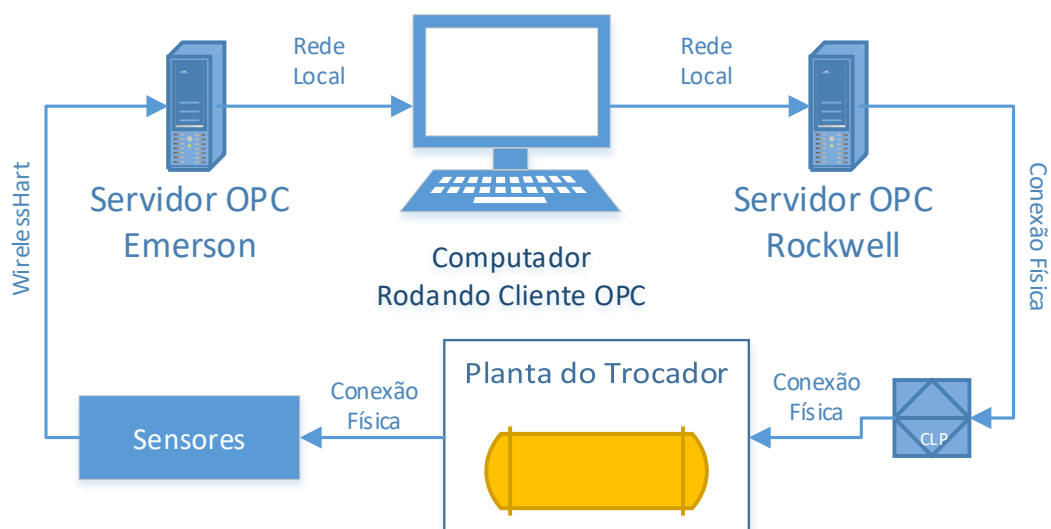 Rede
Local
Rede
Local
WirelessHart
Servidor OPC
Emerson
Servidor OPC
Rockwell
Conexão Física
Computador
Rodando Cliente OPC
Planta do Trocador
Conexão
Física
Conexão
Física
Sensores
CLP